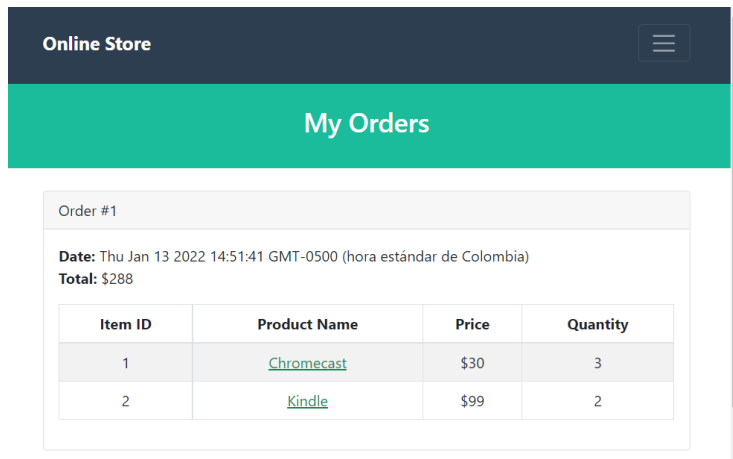 Online Store
My Orders
Order #1
Date: Thu Jan 13 2022 14:51:41 GMT-0500 (hora estándar de Colombia)
Total: $288
Item ID Product Name Price Quantity
1 Chromecast $30 3
2 Kindle $99 2